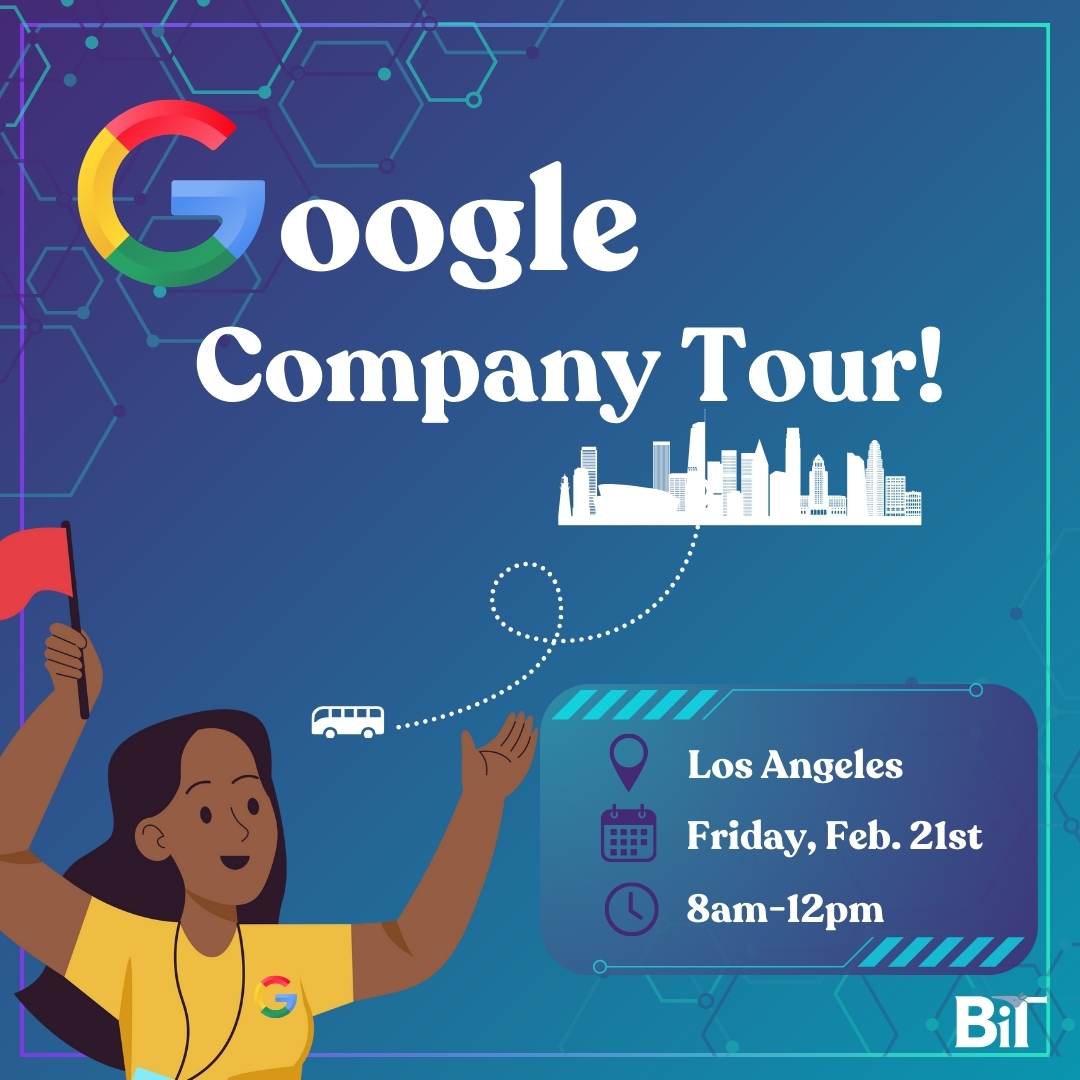 Google
Company Tour!
Los Angeles
Friday, Feb. 21st
8am-12pm
G
BiT